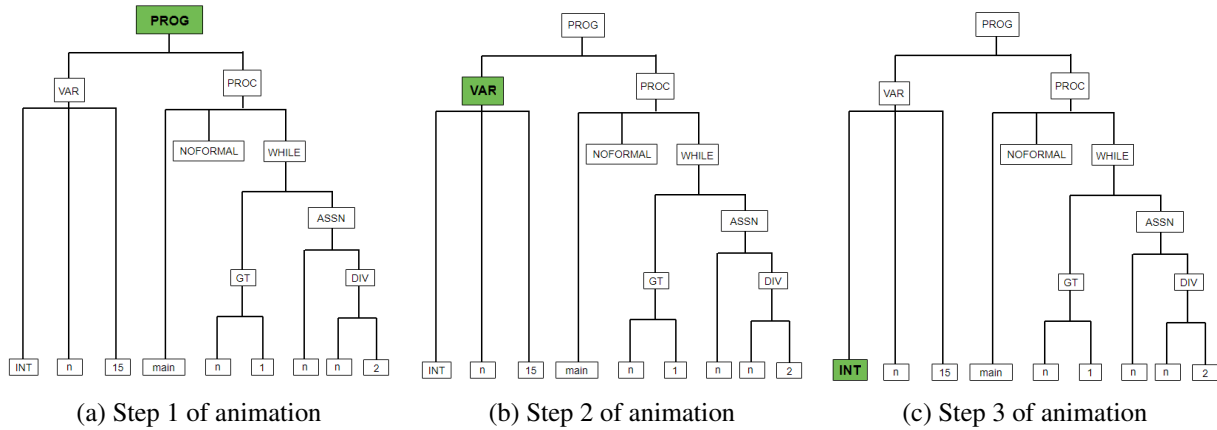 PROG
VAR
PROC
NOFORMAL
WHILE
ASSN
GT
DIV
INT
n
15
main
n
1
n
n
2
(a) Step 1 of animation
PROG
VAR
PROC
NOFORMAL
WHILE
ASSN
GT
DIV
INT
n
15
main
n
1
n
n
2
(b) Step 2 of animation
PROG
VAR
PROC
NOFORMAL
WHILE
ASSN
GT
DIV
INT
n
15
main
n
1
n
n
2
(c) Step 3 of animation